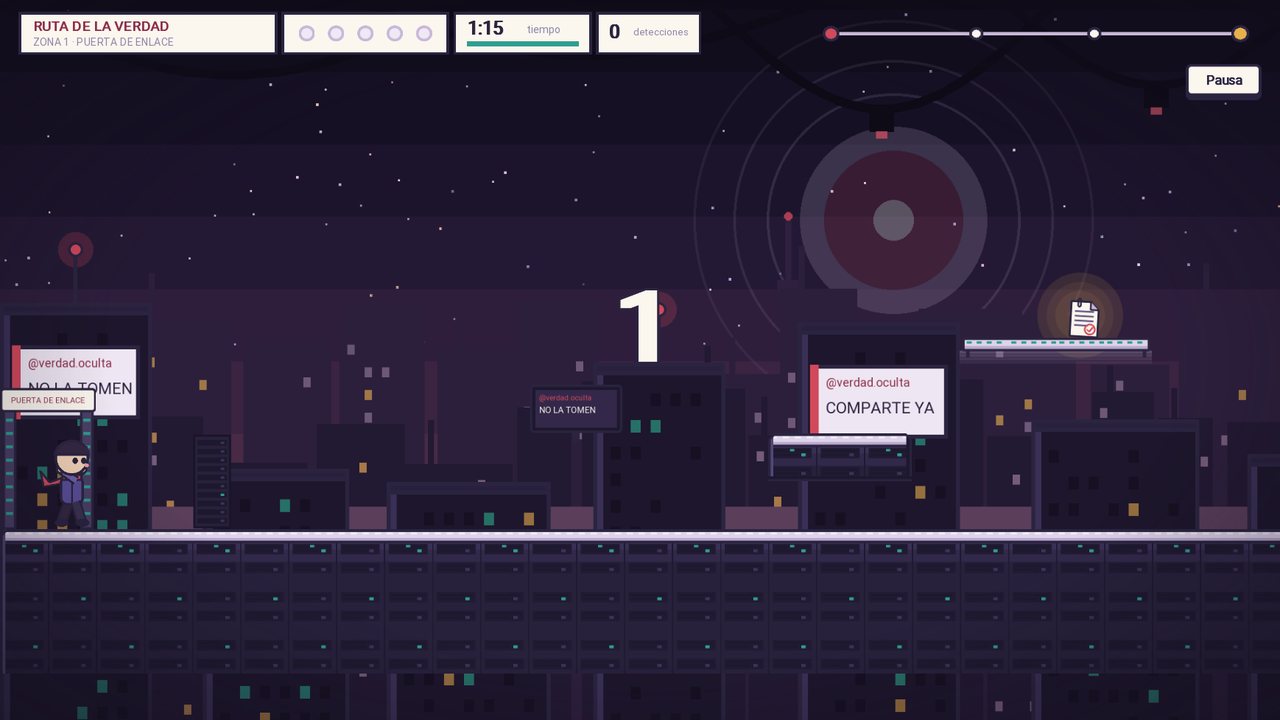 RUTA DE LA VERDAD
ZONA 1 · PUERTA DE ENLACE
1:15 tiempo
0 detecciones
Pausa
1
@verdad.oculta
NO LA TOMEN
PUERTA DE ENLACE
@verdad.oculta
NO LA TOMEN
@verdad.oculta
COMPARTE YA